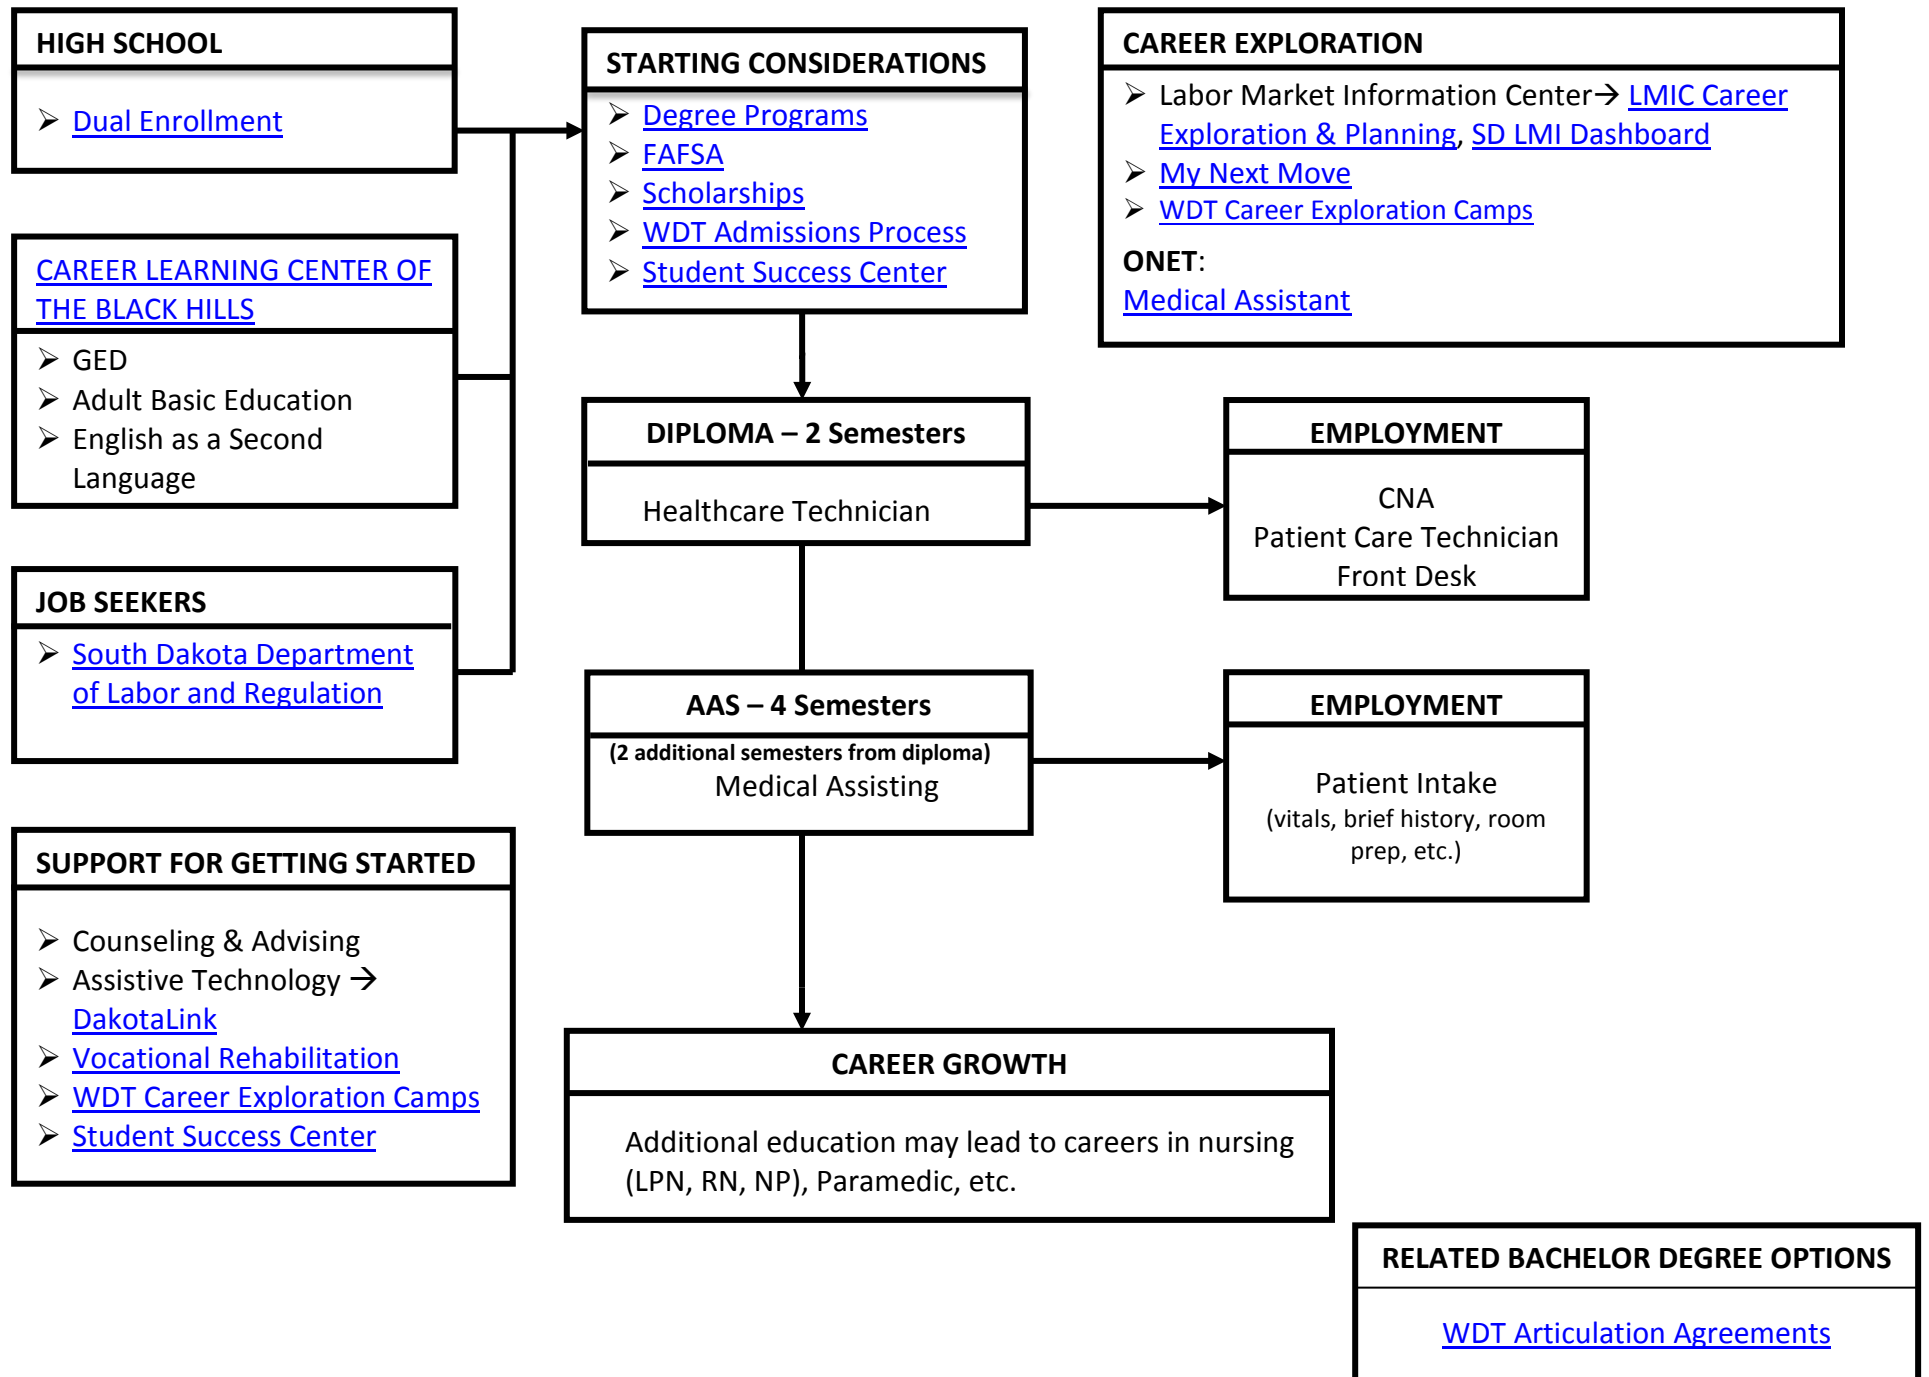 HIGH SCHOOL
➢ Dual Enrollment
CAREER LEARNING CENTER OF
THE BLACK HILLS
➢ GED
➢ Adult Basic Education
➢ English as a Second
Language
JOB SEEKERS
➢ South Dakota Department
of Labor and Regulation
SUPPORT FOR GETTING STARTED
➢ Counseling & Advising
➢ Assistive Technology →
DakotaLink
➢ Vocational Rehabilitation
➢ WDT Career Exploration Camps
➢ Student Success Center
STARTING CONSIDERATIONS
➢ Degree Programs
➢ FAFSA
➢ Scholarships
➢ WDT Admissions Process
➢ Student Success Center
DIPLOMA – 2 Semesters
Healthcare Technician
AAS – 4 Semesters
(2 additional semesters from diploma)
Medical Assisting
CAREER GROWTH
Additional education may lead to careers in nursing
(LPN, RN, NP), Paramedic, etc.
CAREER EXPLORATION
➢ Labor Market Information Center→ LMIC Career
Exploration & Planning, SD LMI Dashboard
➢ My Next Move
➢ WDT Career Exploration Camps
ONET:
Medical Assistant
EMPLOYMENT
CNA
Patient Care Technician
Front Desk
EMPLOYMENT
Patient Intake
(vitals, brief history, room
prep, etc.)
RELATED BACHELOR DEGREE OPTIONS
WDT Articulation Agreements